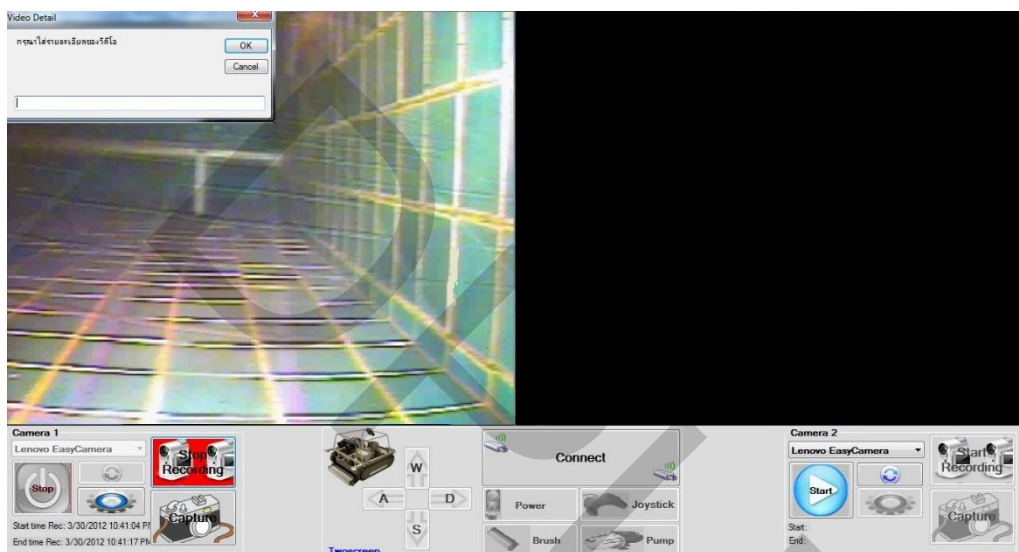 Video Detail
กรุณาใส่รายละเอียดของวีดีโอ
OK
Cancel
Camera 1
Lenovo EasyCamera
Stop
Recording
Stop
Capture
Start time Rec: 3/30/2012 10:41:04 PM
End time Rec: 3/30/2012 10:41:17 PM
W
A
D
S
Twoscreen
Connect
Power
Joystick
Brush
Pump
Camera 2
Lenovo EasyCamera
Start
Recording
Start
Capture
Start:
End: